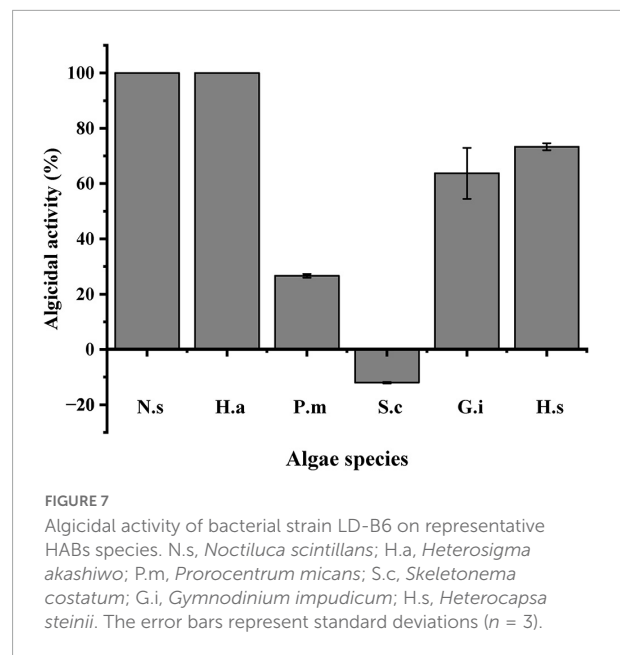 Algicidal activity (%)
100
80
60
40
20
0
−20
N.s H.a P.m S.c G.i H.s
Algae species
FIGURE 7
Algicidal activity of bacterial strain LD-B6 on representative
HABs species. N.s, Noctiluca scintillans; H.a, Heterosigma
akashiwo; P.m, Prorocentrum micans; S.c, Skeletonema
costatum; G.i, Gymnodinium impudicum; H.s, Heterocapsa
steinii. The error bars represent standard deviations (n = 3).